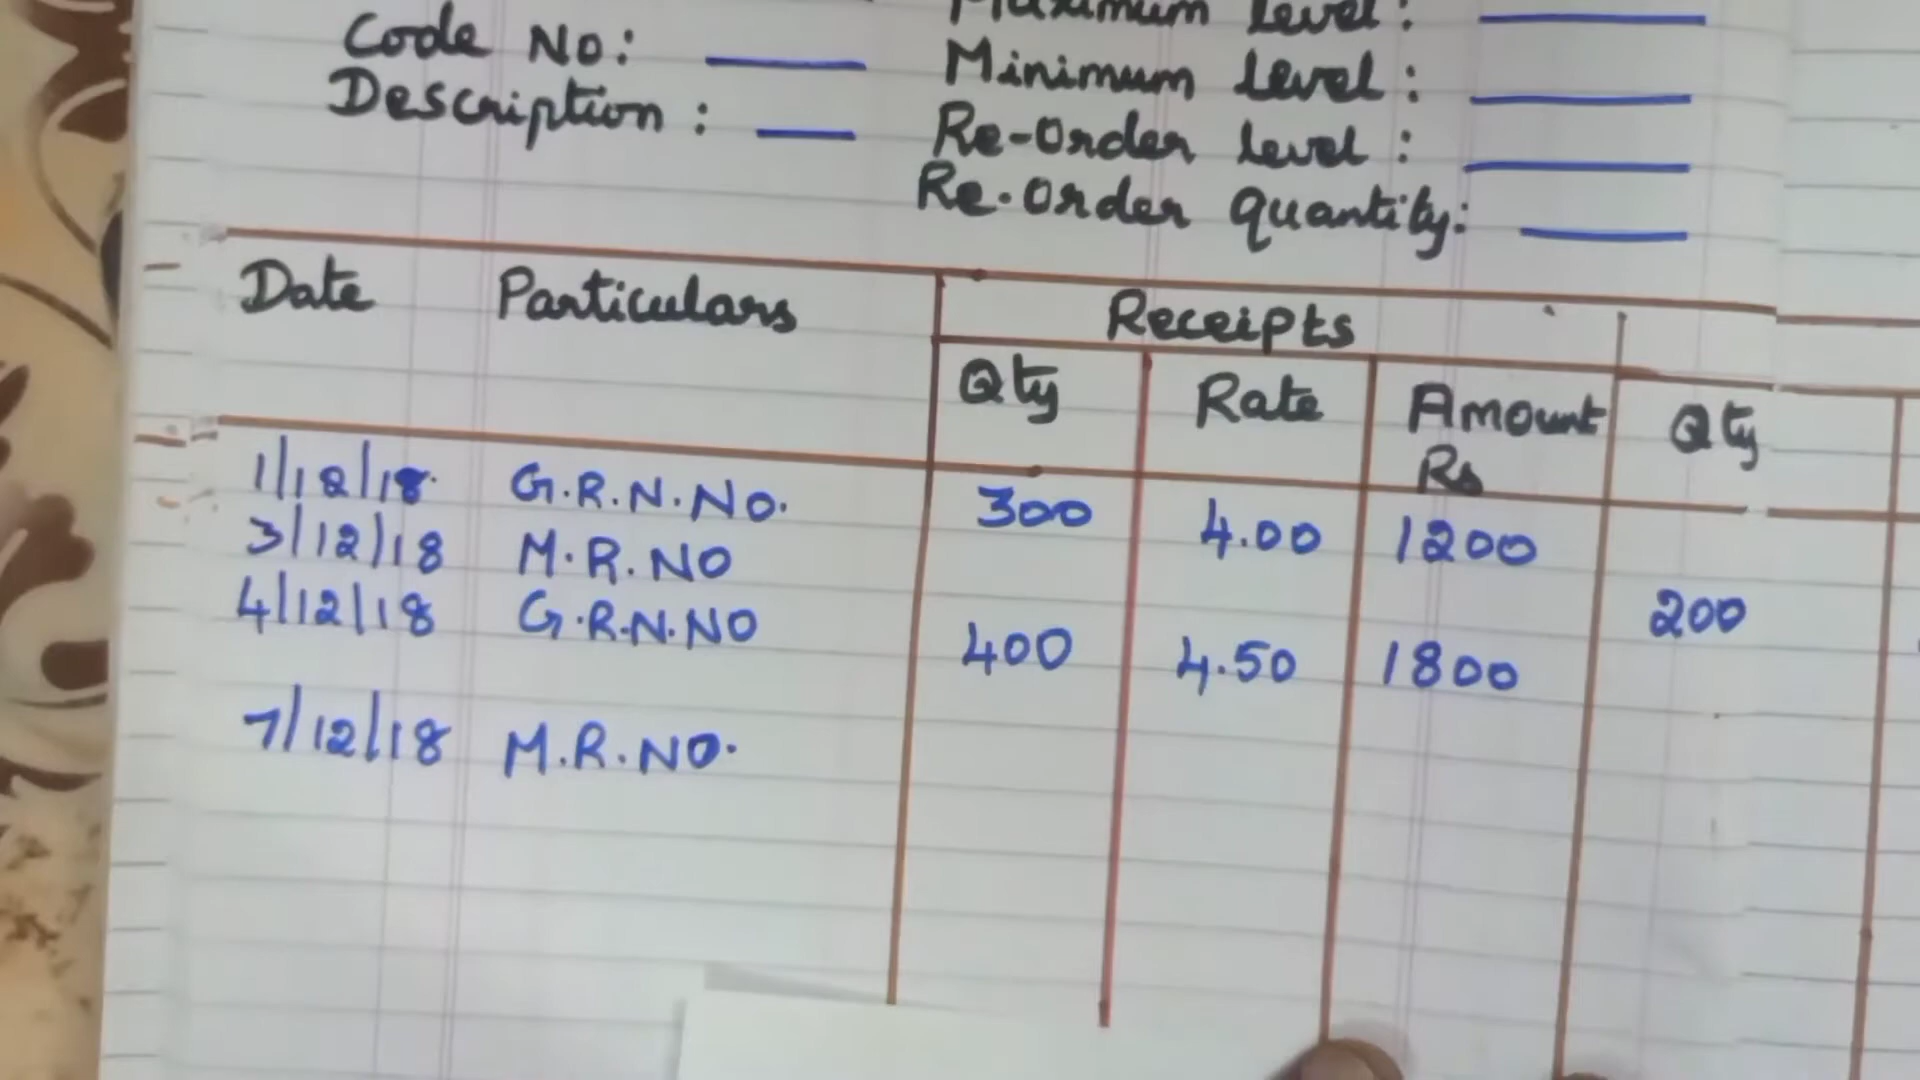 Code No: Maximum level:
Description: Minimum level:
Re-Order level:
Re-Order quantity:
Date Particulars Receipts
Qty Rate Amount Rs Qty
1/12/18. G.R.N.NO. 300 4.00 1200
3/12/18 M.R.NO 200
4/12/18 G.R.N.NO 400 4.50 1800
7/12/18 M.R.NO.